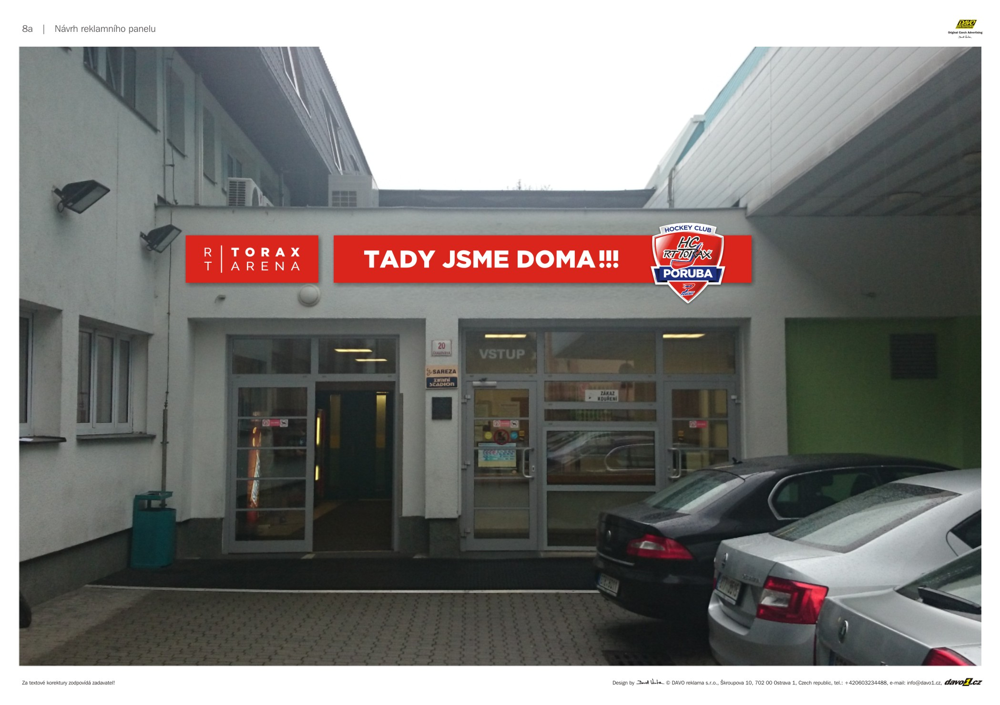 8a | Návrh reklamního panelu
DAVO
reklama
Original Czech Advertising
R TORAX
T ARENA
TADY JSME DOMA!!!
HOCKEY CLUB
HC
RT TORAX
PORUBA
PORUBA
20
VSTUP
SAREZA
ZIMNÍ
STADION
ZÁKAZ
KOUŘENÍ
Za textové korektury zodpovídá zadavatel!
Design by © DAVO reklama s.r.o., Škroupova 10, 702 00 Ostrava 1, Czech republic, tel.: +420603234488, e-mail: info@davo1.cz, davo1.cz